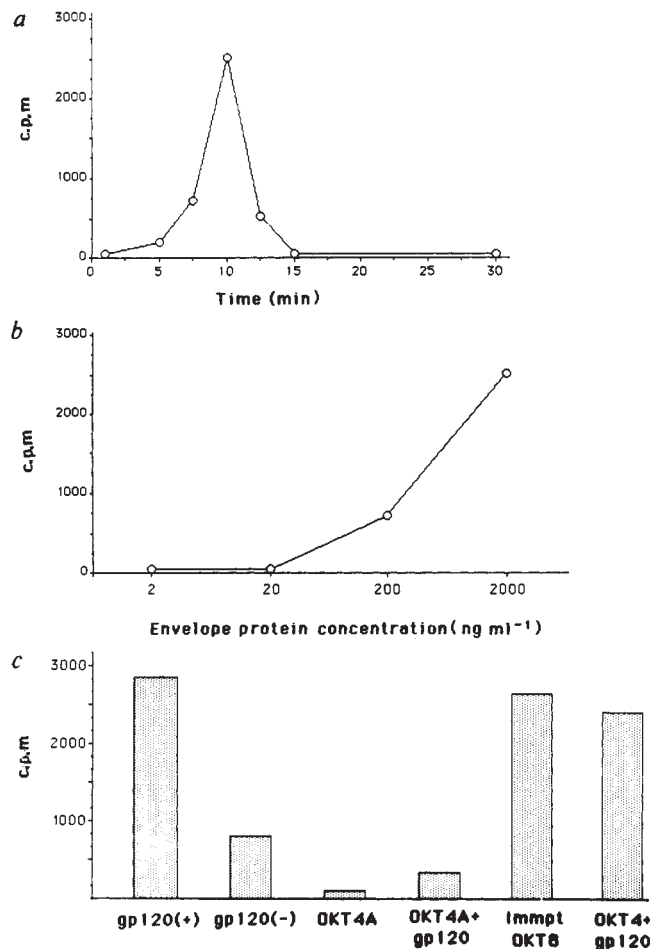 a
3000
2000
1000
0
c.p.m
0 5 10 15 20 25 30
Time (min)
b
3000
2000
1000
0
c.p.m
2 20 200 2000
Envelope protein concentration (ng ml⁻¹)
c
3000
2000
1000
c.p.m
gp120(+) gp120(-) OKT4A OKT4A+ Immpt OKT4+
gp120 OKT8 gp120